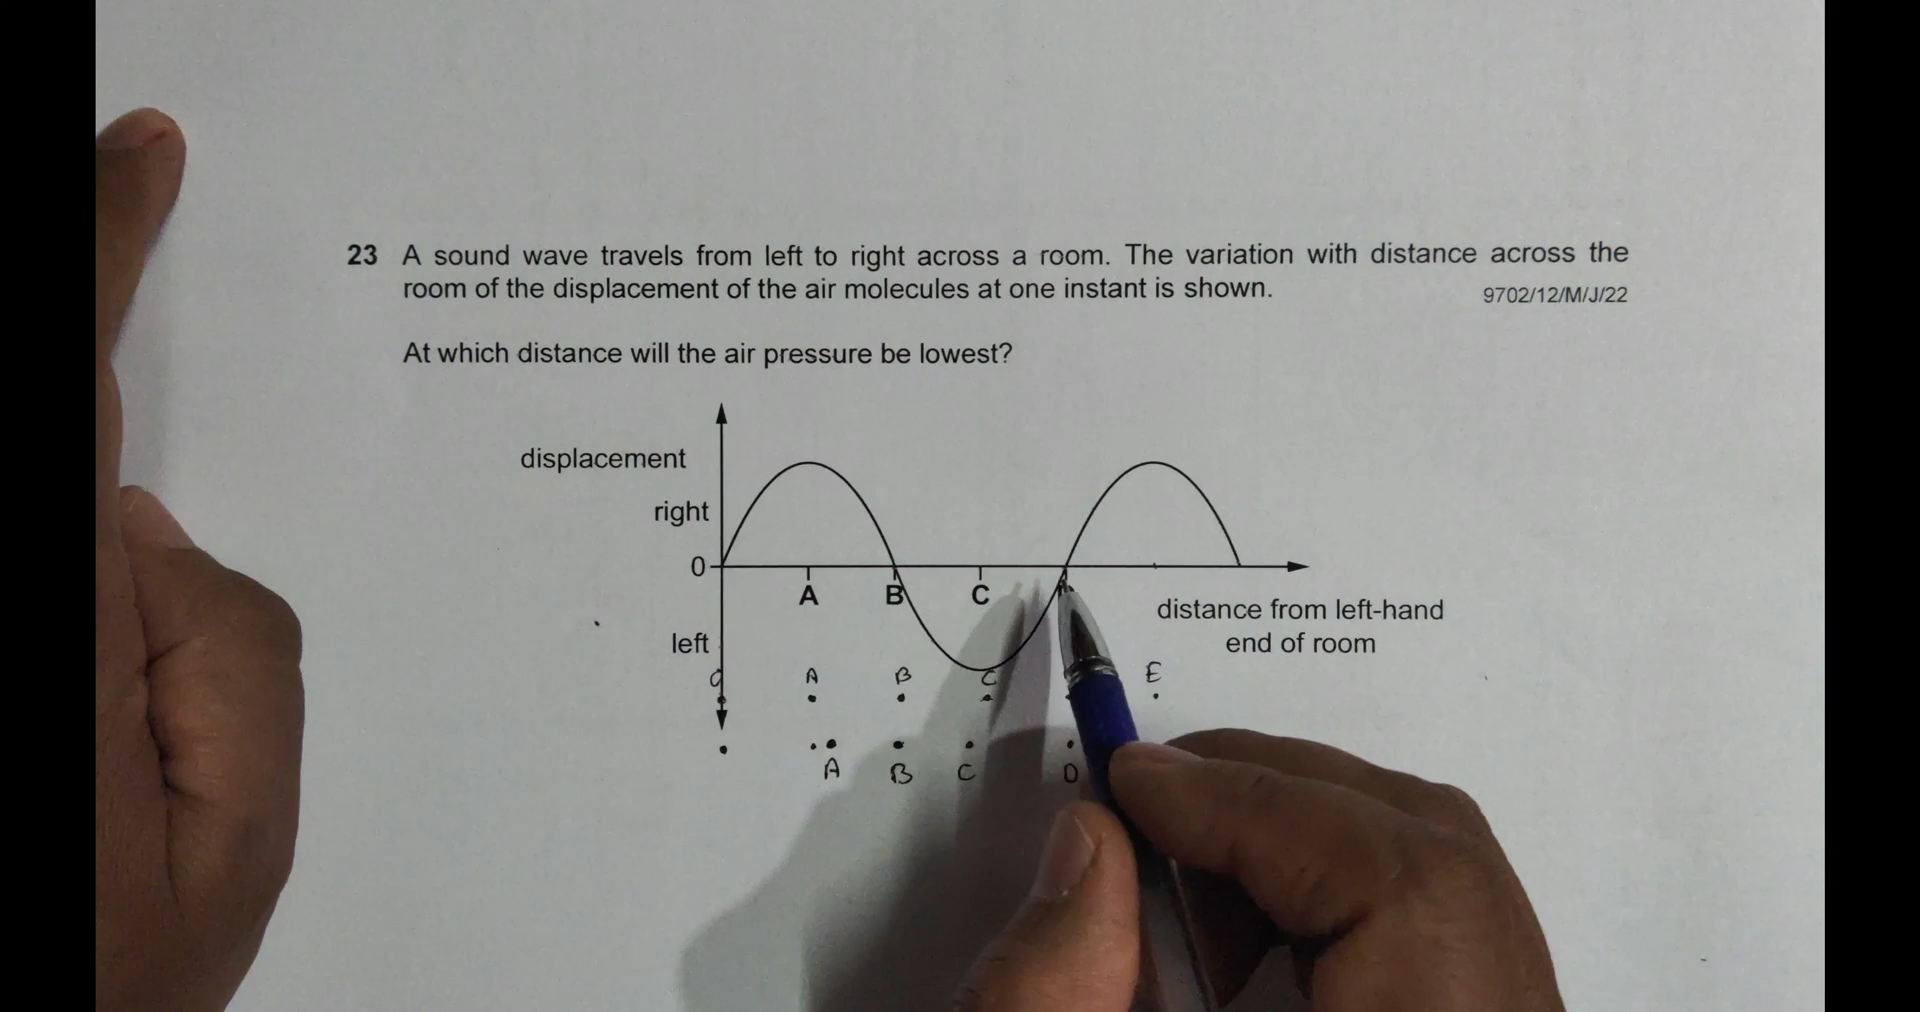 23 A sound wave travels from left to right across a room. The variation with distance across the
room of the displacement of the air molecules at one instant is shown.
9702/12/M/J/22
At which distance will the air pressure be lowest?
displacement
right
0
A B C
distance from left-hand
end of room
left
A B C E
A B C D